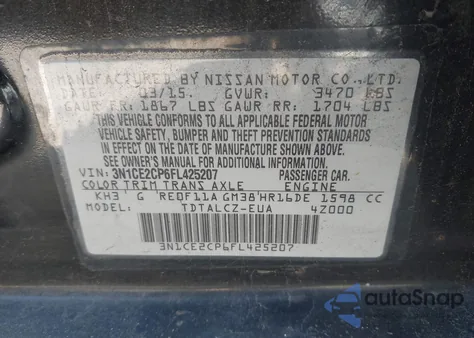 MANUFACTURED BY NISSAN MOTOR CO., LTD.
DATE: 03/15. GVWR: 3470 LBS
GAWR FR: 1867 LBS GAWR RR: 1704 LBS
THIS VEHICLE CONFORMS TO ALL APPLICABLE FEDERAL MOTOR
VEHICLE SAFETY, BUMPER AND THEFT PREVENTION STANDARDS
IN EFFECT ON THE DATE OF MANUFACTURE SHOWN ABOVE.
SEE OWNER'S MANUAL FOR ADDITIONAL LOADING INFORMATION.
VIN: 3N1CE2CP6FL425207 PASSENGER CAR.
COLOR TRIM TRANS AXLE ENGINE
KH3 G RE0F11A GM38 HR16DE 1598 CC
MODEL: TDTALCZ-EUA 4Z000
3N1CE2CP6FL425207
autoSnap